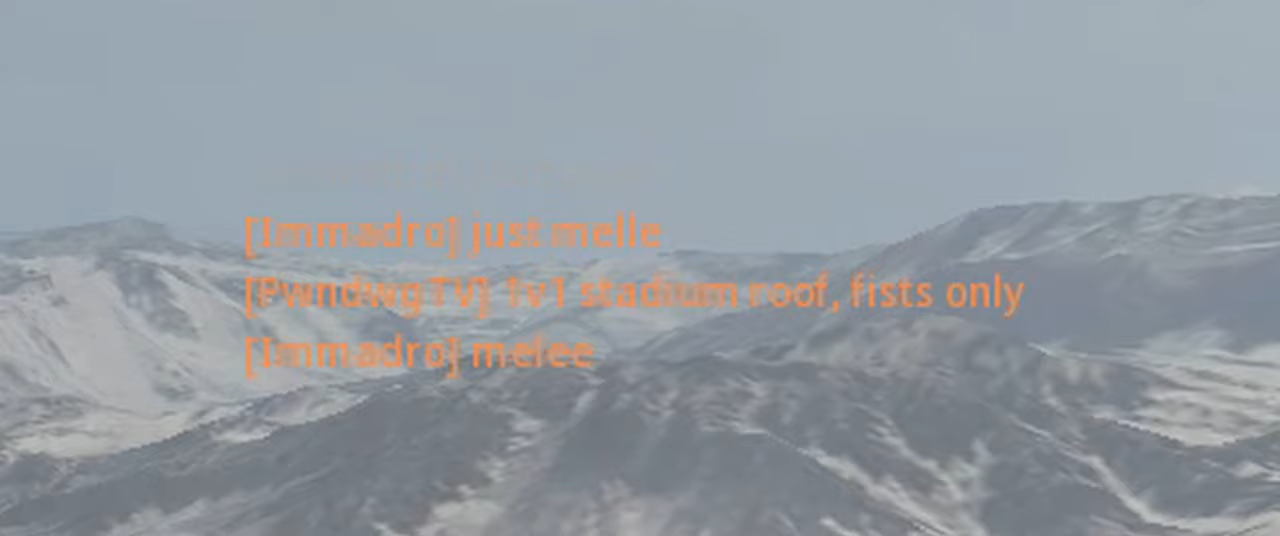 [Immadro] just melle
[PwndwgTV] 1v1 stadium roof, fists only
[Immadro] melee